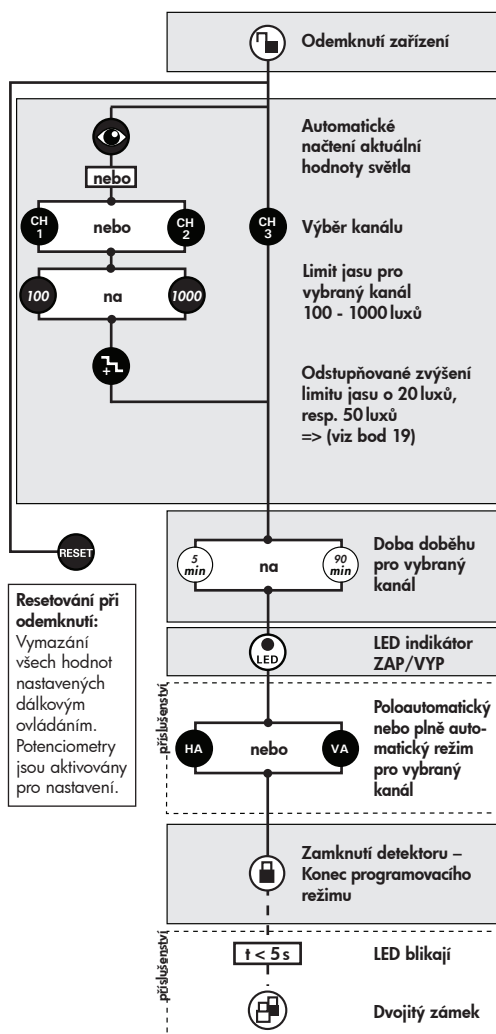 Odemknutí zařízení
Automatické
načtení aktuální
hodnoty světla
nebo
CH
1
nebo
CH
2
CH
3
Výběr kanálu
100
na
1000
Limit jasu pro
vybraný kanál
100 - 1000 luxů
+
Odstupňované zvýšení
limitu jasu o 20 luxů,
resp. 50 luxů
=> (viz bod 19)
RESET
Resetování při
odemknutí:
Vymazání
všech hodnot
nastavených
dálkovým
ovládáním.
Potenciometry
jsou aktivovány
pro nastavení.
5
min
na
90
min
Doba doběhu
pro vybraný
kanál
LED
LED indikátor
ZAP/VYP
příslušenství
HA
nebo
VA
Poloautomatický
nebo plně auto-
matický režim
pro vybraný
kanál
Zamknutí detektoru –
Konec programovacího
režimu
příslušenství
t < 5 s
LED blikají
Dvojitý zámek